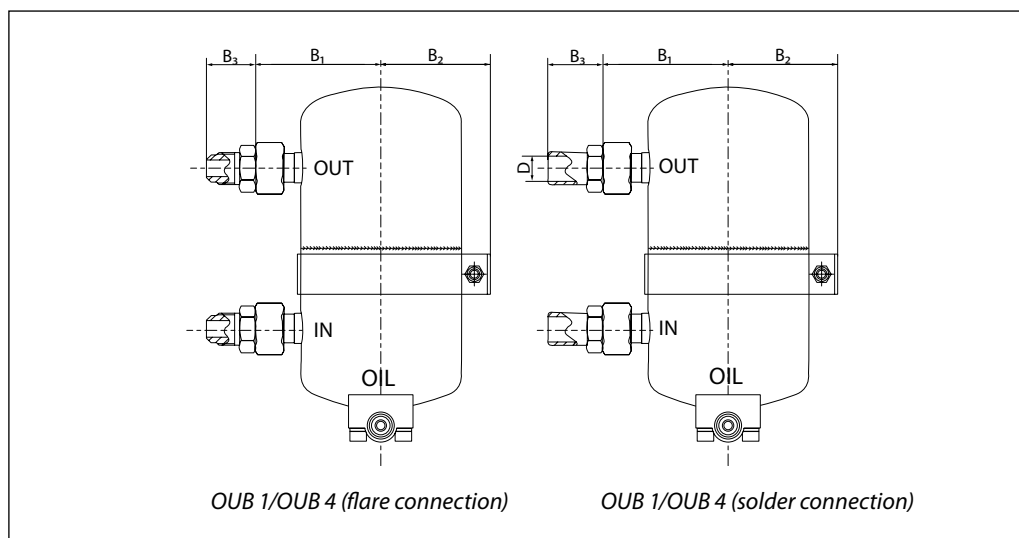 B₃ B₁ B₂
OUT
IN
OIL
OUB 1/OUB 4 (flare connection)
B₃ B₁ B₂
D
OUT
IN
OIL
OUB 1/OUB 4 (solder connection)